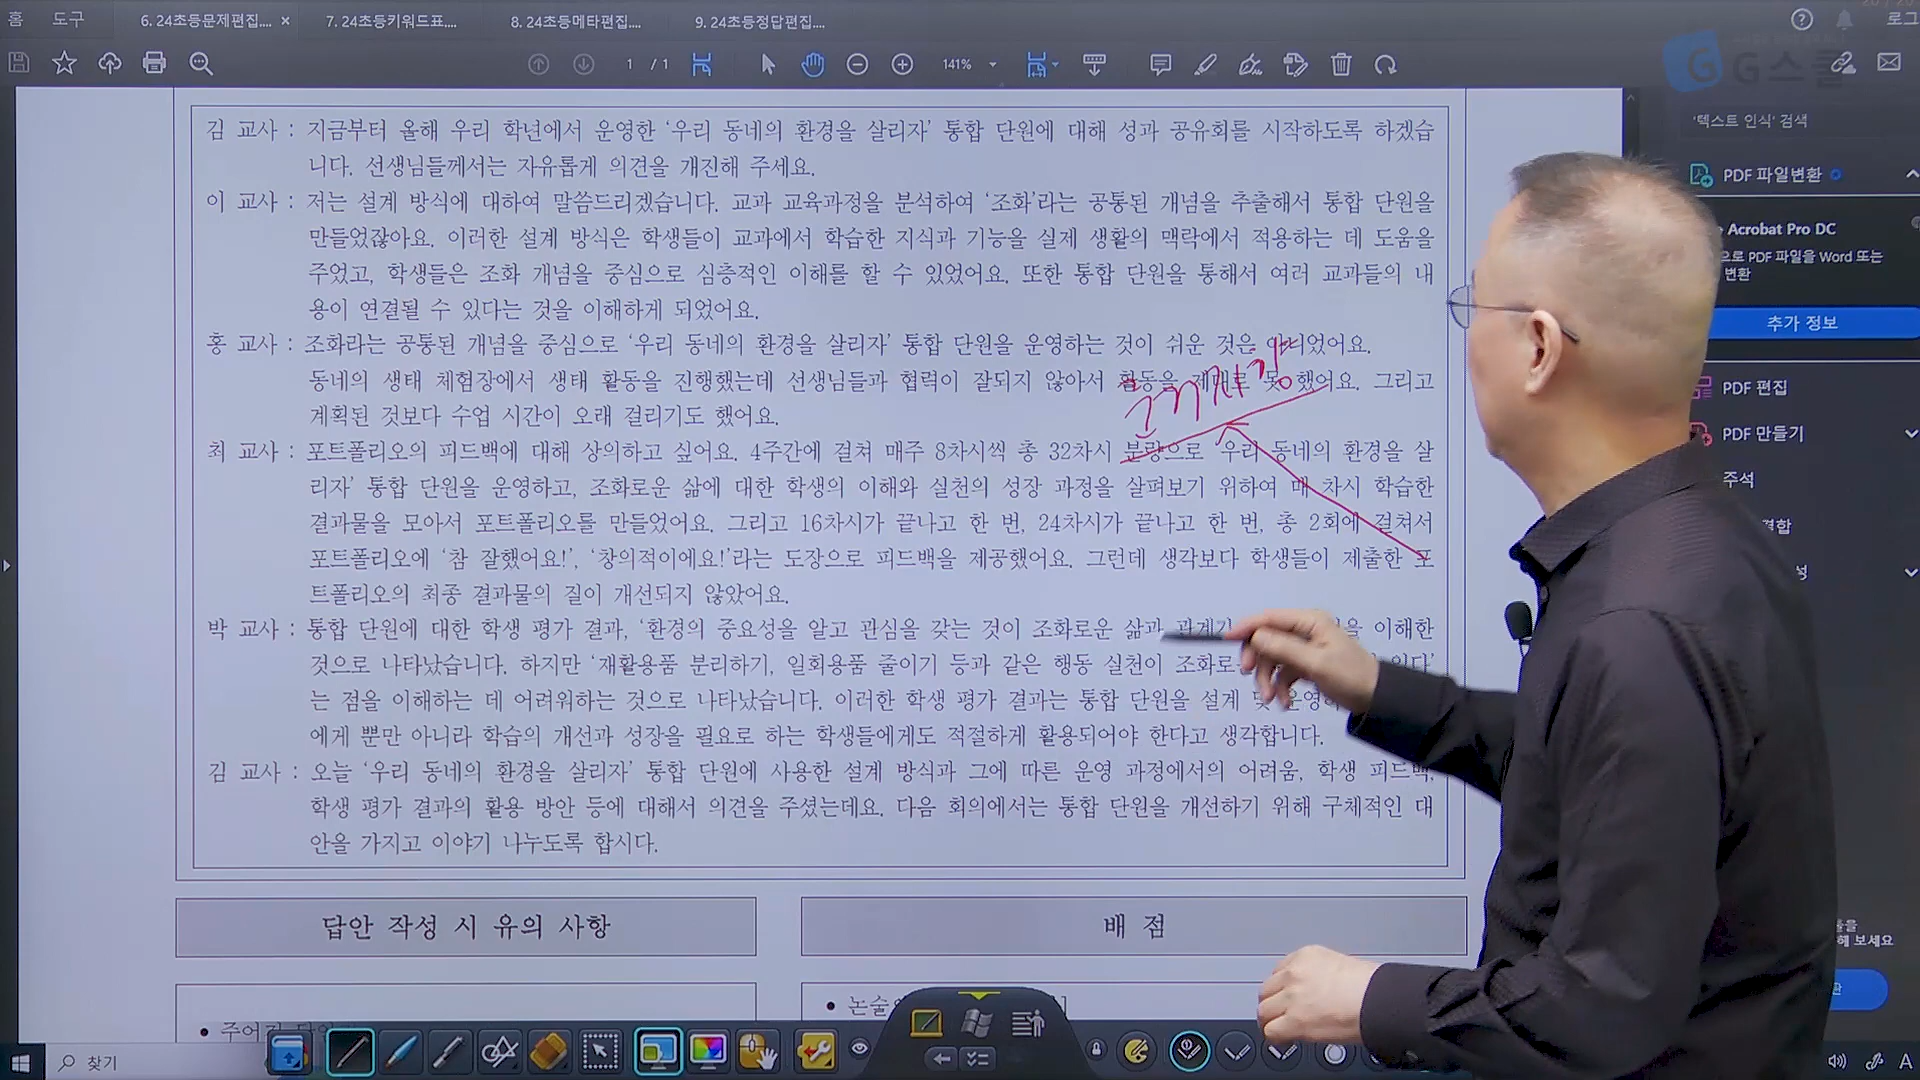 홈 도구 6. 24초등문제편집.... × 7. 24초등키워드표.... 8. 24초등메타편집.... 9. 24초등정답편집.... 로그
1 / 1 141%
G스쿨
'텍스트 인식' 검색
PDF 파일변환
Acrobat Pro DC
으로 PDF 파일을 Word 또는
변환
추가 정보
PDF 편집
PDF 만들기
주석
결합
김 교사 : 지금부터 올해 우리 학년에서 운영한 '우리 동네의 환경을 살리자' 통합 단원에 대해 성과 공유회를 시작하도록 하겠습
니다. 선생님들께서는 자유롭게 의견을 개진해 주세요.
이 교사 : 저는 설계 방식에 대하여 말씀드리겠습니다. 교과 교육과정을 분석하여 '조화'라는 공통된 개념을 추출해서 통합 단원을
만들었잖아요. 이러한 설계 방식은 학생들이 교과에서 학습한 지식과 기능을 실제 생활의 맥락에서 적용하는 데 도움을
주었고, 학생들은 조화 개념을 중심으로 심층적인 이해를 할 수 있었어요. 또한 통합 단원을 통해서 여러 교과들의 내
용이 연결될 수 있다는 것을 이해하게 되었어요.
홍 교사 : 조화라는 공통된 개념을 중심으로 '우리 동네의 환경을 살리자' 통합 단원을 운영하는 것이 쉬운 것은 아니었어요.
동네의 생태 체험장에서 생태 활동을 진행했는데 선생님들과 협력이 잘되지 않아서 활동을 제대로 못 했어요. 그리고
계획된 것보다 수업 시간이 오래 걸리기도 했어요.
최 교사 : 포트폴리오의 피드백에 대해 상의하고 싶어요. 4주간에 걸쳐 매주 8차시씩 총 32차시 분량으로 '우리 동네의 환경을 살
리자' 통합 단원을 운영하고, 조화로운 삶에 대한 학생의 이해와 실천의 성장 과정을 살펴보기 위하여 매 차시 학습한
결과물을 모아서 포트폴리오를 만들었어요. 그리고 16차시가 끝나고 한 번, 24차시가 끝나고 한 번, 총 2회에 걸쳐서
포트폴리오에 '참 잘했어요!', '창의적이에요!'라는 도장으로 피드백을 제공했어요. 그런데 생각보다 학생들이 제출한 포
트폴리오의 최종 결과물의 질이 개선되지 않았어요.
박 교사 : 통합 단원에 대한 학생 평가 결과, '환경의 중요성을 알고 관심을 갖는 것이 조화로운 삶과 이해한
것으로 나타났습니다. 하지만 '재활용품 분리하기, 일회용품 줄이기 등과 같은 행동 실천이
는 점을 이해하는 데 어려워하는 것으로 나타났습니다. 이러한 학생 평가 결과는 통합 단원을 설계
에게 뿐만 아니라 학습의 개선과 성장을 필요로 하는 학생들에게도 적절하게 활용되어야 한다고 생각합니다.
김 교사 : 오늘 '우리 동네의 환경을 살리자' 통합 단원에 사용한 설계 방식과 그에 따른 운영 과정에서의 어려움, 학생 피드백,
학생 평가 결과의 활용 방안 등에 대해서 의견을 주셨는데요. 다음 회의에서는 통합 단원을 개선하기 위해 구체적인 대
안을 가지고 이야기 나누도록 합시다.
답안 작성 시 유의 사항
배 점
찾기